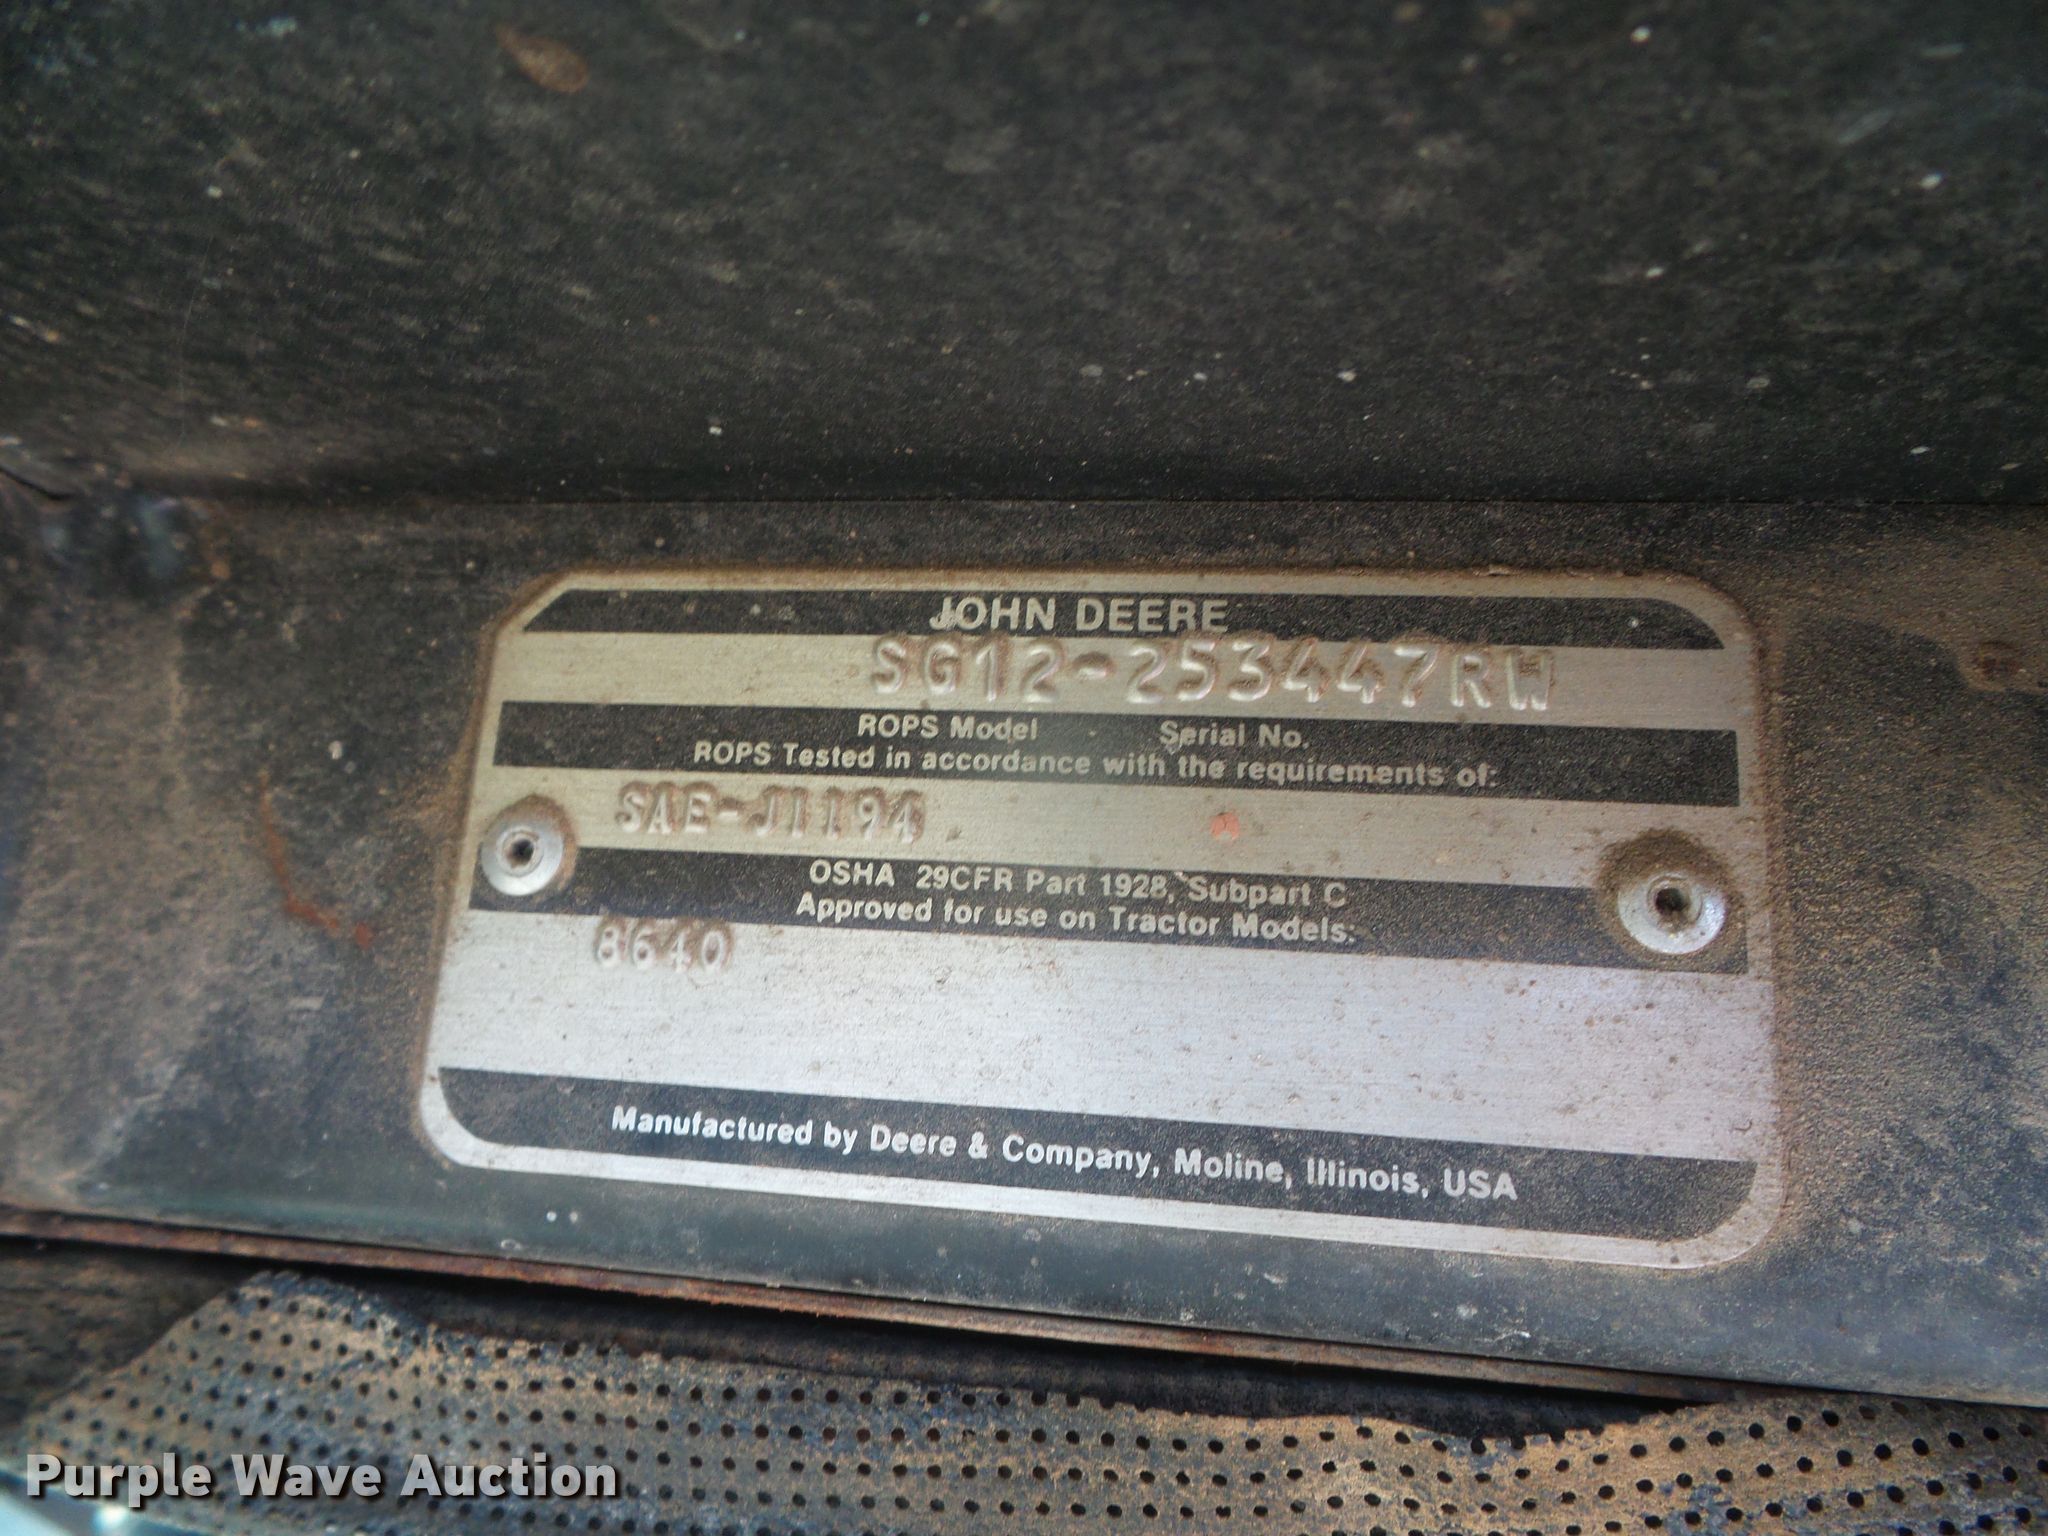 JOHN DEERE
SG12-253447RW
ROPS Model Serial No.
ROPS Tested in accordance with the requirements of:
SAE-J1194
OSHA 29CFR Part 1928, Subpart C
Approved for use on Tractor Models:
8640
Manufactured by Deere & Company, Moline, Illinois, USA
Purple Wave Auction